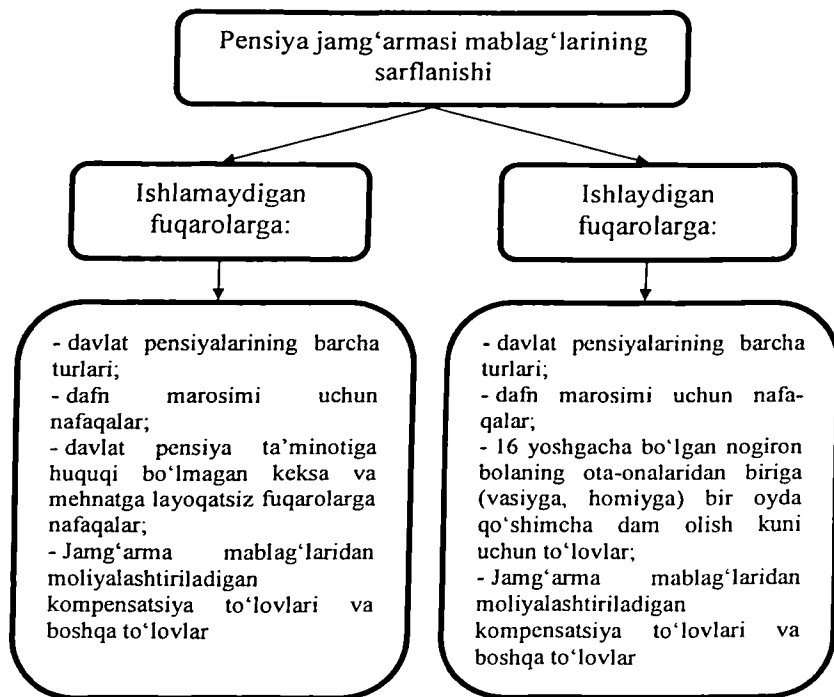 Pensiya jamg‘armasi mablag‘larining
sarflanishi
Ishlamaydigan
fuqarolarga:
Ishlaydigan
fuqarolarga:
- davlat pensiyalarining barcha
turlari;
- dafn marosimi uchun
nafaqalar;
- davlat pensiya ta’minotiga
huquqi bo‘lmagan keksa va
mehnatga layoqatsiz fuqarolarga
nafaqalar;
- Jamg‘arma mablag‘laridan
moliyalashtiriladigan
kompensatsiya to‘lovlari va
boshqa to‘lovlar
- davlat pensiyalarining barcha
turlari;
- dafn marosimi uchun nafa-
qalar;
- 16 yoshgacha bo‘lgan nogiron
bolaning ota-onalaridan biriga
(vasiyga, homiyga) bir oyda
qo‘shimcha dam olish kuni
uchun to‘lovlar;
- Jamg‘arma mablag‘laridan
moliyalashtiriladigan
kompensatsiya to‘lovlari va
boshqa to‘lovlar